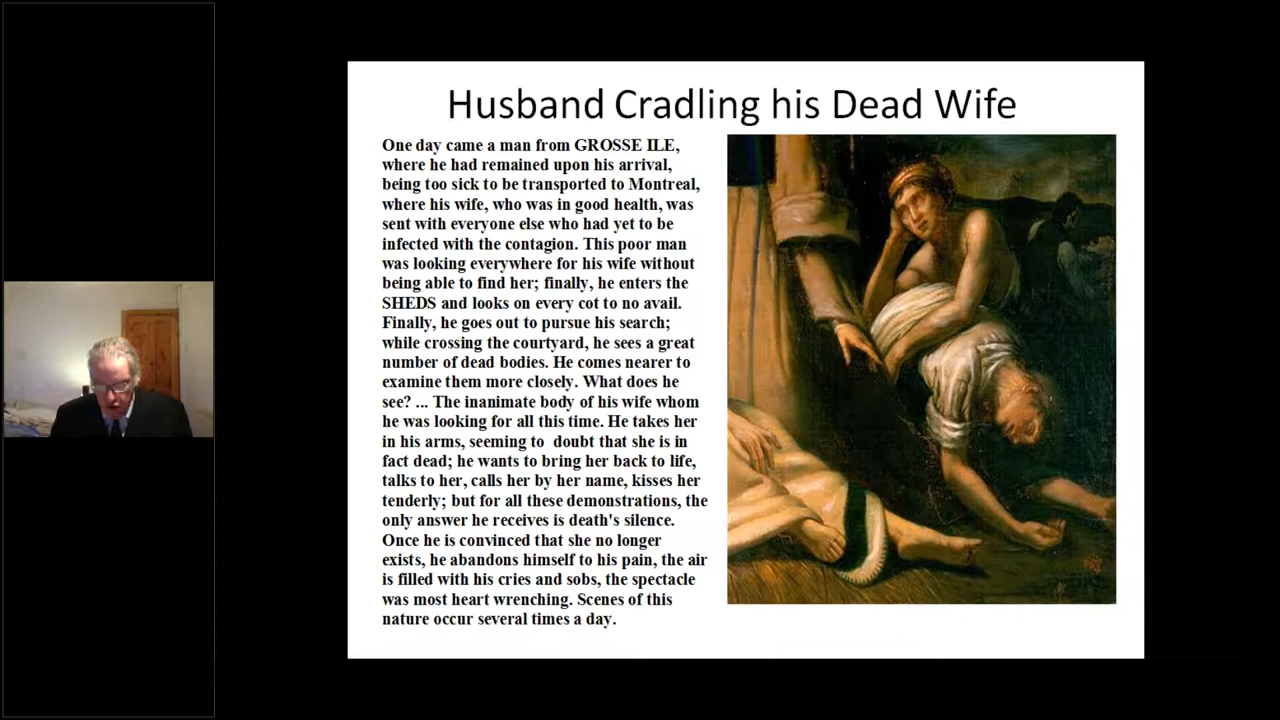 Husband Cradling his Dead Wife
One day came a man from GROSSE ILE,
where he had remained upon his arrival,
being too sick to be transported to Montreal,
where his wife, who was in good health, was
sent with everyone else who had yet to be
infected with the contagion. This poor man
was looking everywhere for his wife without
being able to find her; finally, he enters the
SHEDS and looks on every cot to no avail.
Finally, he goes out to pursue his search;
while crossing the courtyard, he sees a great
number of dead bodies. He comes nearer to
examine them more closely. What does he
see? ... The inanimate body of his wife whom
he was looking for all this time. He takes her
in his arms, seeming to  doubt that she is in
fact dead; he wants to bring her back to life,
talks to her, calls her by her name, kisses her
tenderly; but for all these demonstrations, the
only answer he receives is death's silence.
Once he is convinced that she no longer
exists, he abandons himself to his pain, the air
is filled with his cries and sobs, the spectacle
was most heart wrenching. Scenes of this
nature occur several times a day.